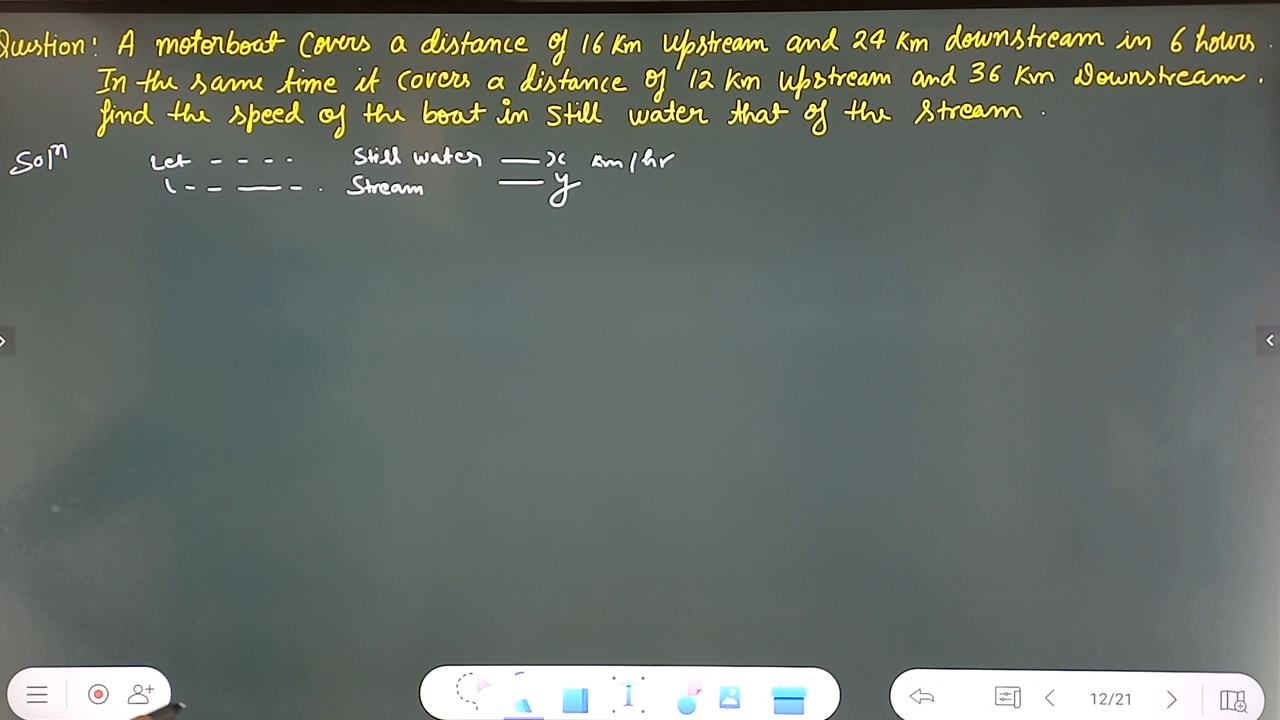 Question: A motorboat covers a distance of 16 Km upstream and 24 Km downstream in 6 hours.
In the same time it covers a distance of 12 Km upstream and 36 Km Downstream.
find the speed of the boat in still water that of the stream.
Solⁿ Let - - - - Still water — x km/hr
Stream — y
12/21